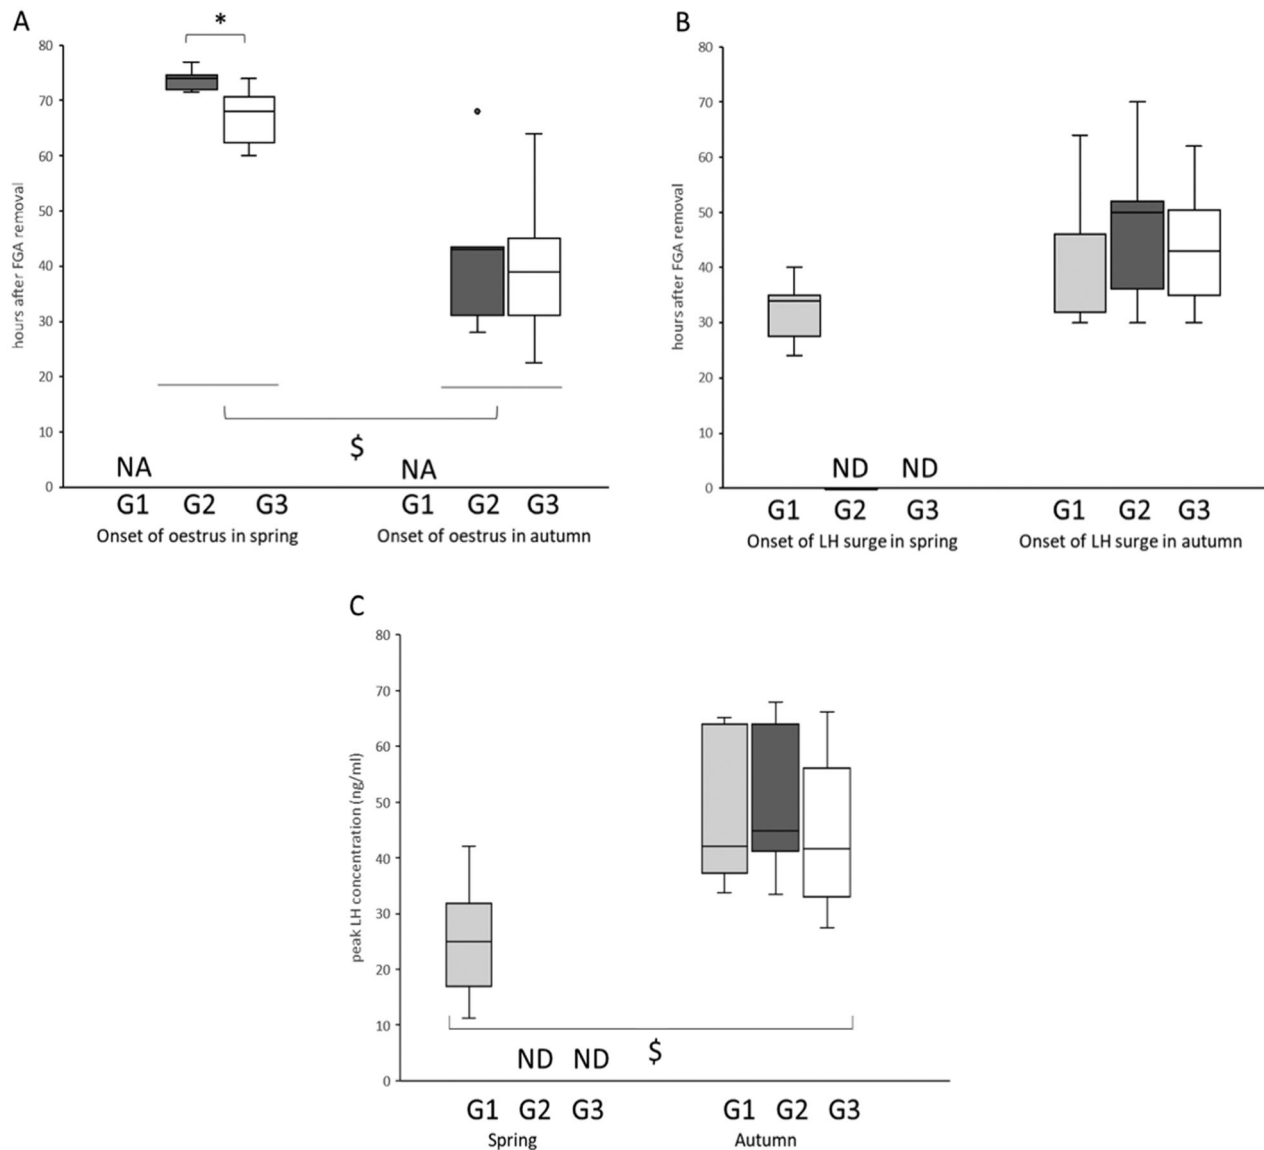 A
*
80
70
60
50
40
30
20
10
0
hours after FGA removal
$
NA
NA
G1 G2 G3
G1 G2 G3
Onset of oestrus in spring
Onset of oestrus in autumn
B
80
70
60
50
40
30
20
10
0
hours after FGA removal
ND ND
G1 G2 G3
G1 G2 G3
Onset of LH surge in spring
Onset of LH surge in autumn
C
80
70
60
50
40
30
20
10
0
peak LH concentration (ng/ml)
ND ND
$
G1 G2 G3
G1 G2 G3
Spring
Autumn